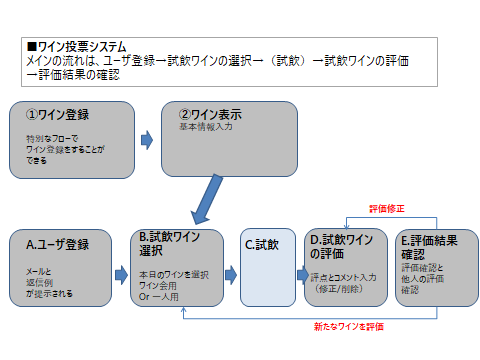 ■ワイン投票システム
メインの流れは、ユーザ登録→試飲ワインの選択→（試飲）→試飲ワインの評価
→評価結果の確認
①ワイン登録
特別なフローで
ワイン登録をすることが
できる
②ワイン表示
基本情報入力
評価修正
A.ユーザ登録
メールと
返信例
が提示される
B.試飲ワイン
選択
本日のワインを選択
ワイン会用
Or 一人用
C.試飲
D.試飲ワイン
の評価
評点とコメント入力
（修正/削除）
E.評価結果
確認
評価確認と
他人の評価
確認
新たなワインを評価